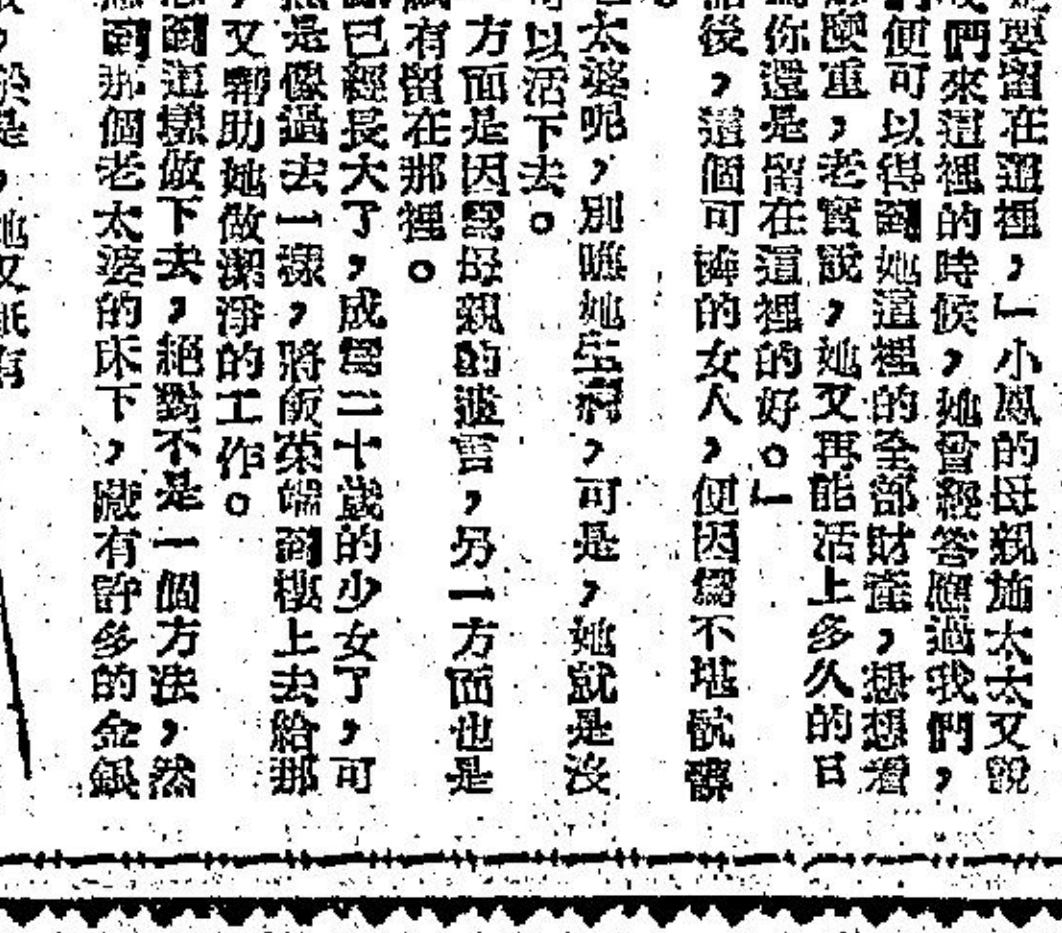 要留在這裡，」小鳳的母親施太太又說
我們來這裡的時候，她曾經答應過我們，
們便可以得到她這裡的全部財產，想想看
麼重，老實說，她又再能活上多久的日
你還是留在這裡的好。」
話後，這個可憐的女人，便因爲不堪
太婆呢，別瞧她生病，可是，她就是沒
可以活下去。
方面是因爲母親的遺言，另一方面也是
有留在那裡。
已經長大了，成爲二十歲的少女了，可
是像過去一樣，將飯菜端到樓上去給那
，又幫助她做潔淨的工作。
到這樣做下去，絕對不是一個方法，然
到那個老太婆的床下，藏有許多的金銀
，於是，她又祇有